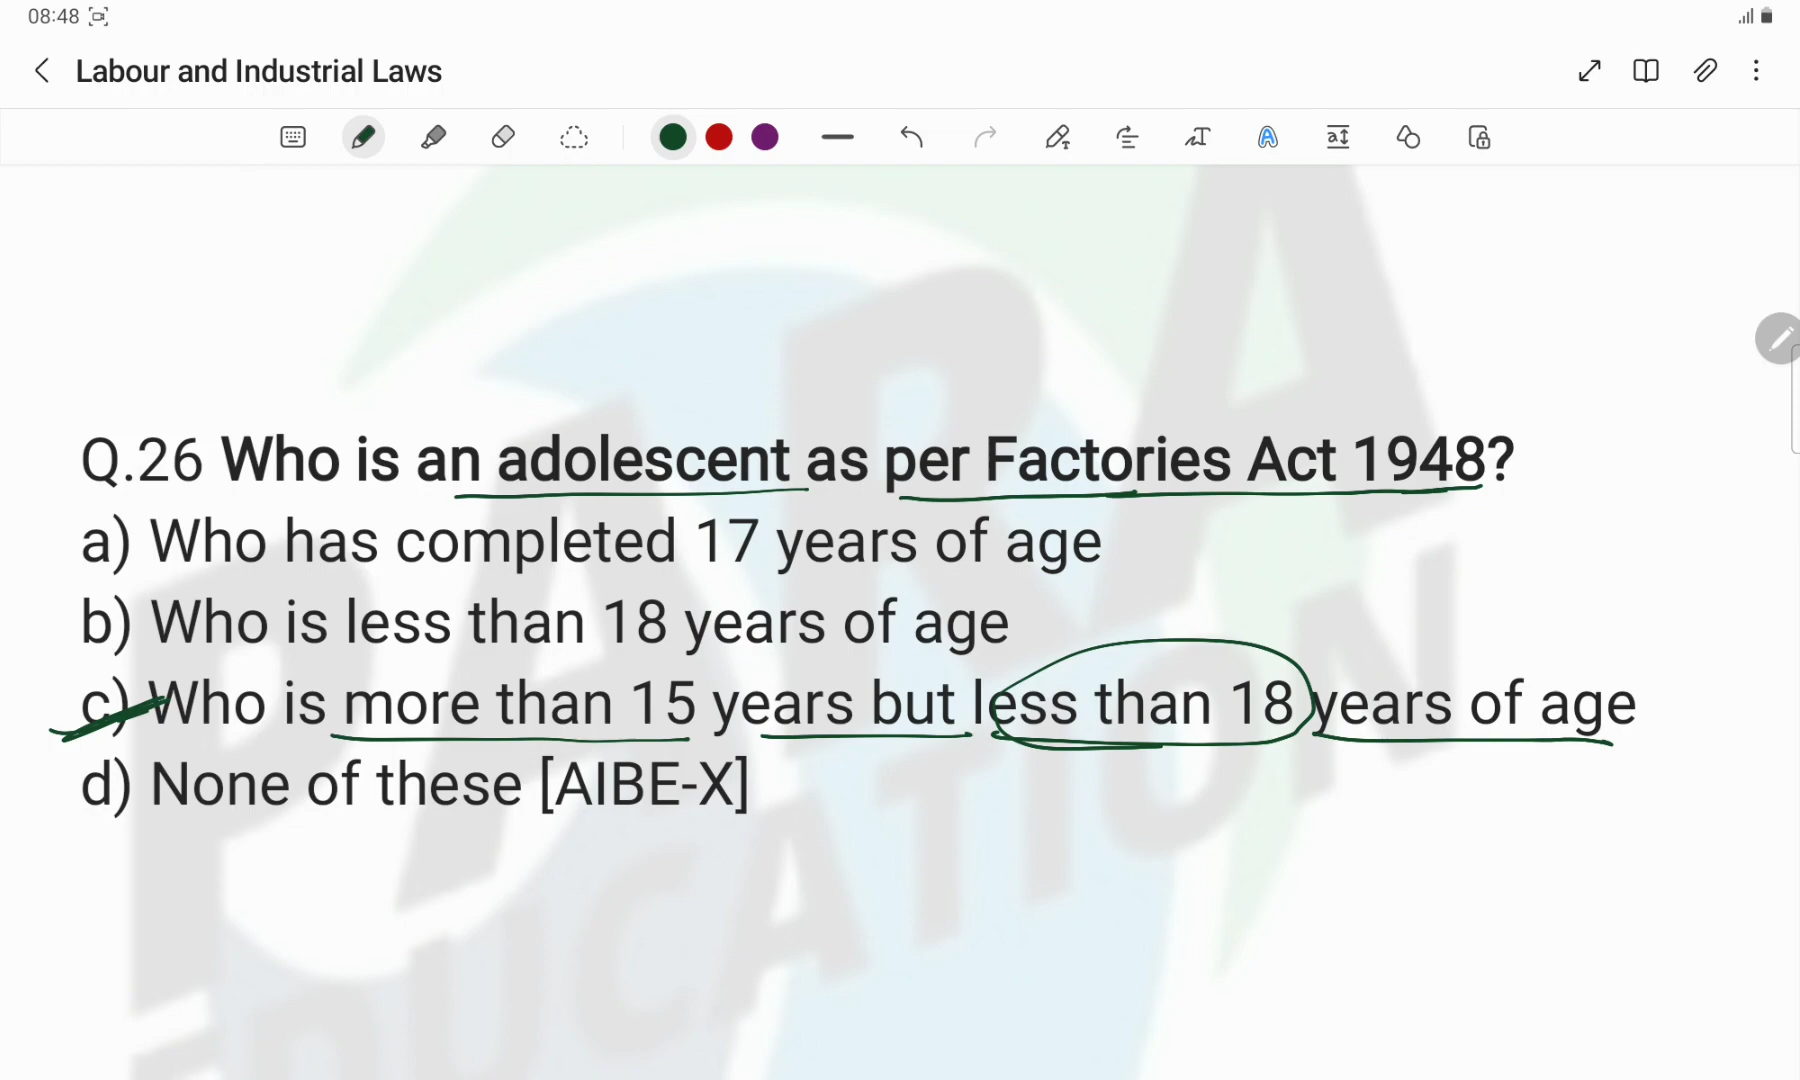 08:48
Labour and Industrial Laws
Q.26 Who is an adolescent as per Factories Act 1948?
a) Who has completed 17 years of age
b) Who is less than 18 years of age
c) Who is more than 15 years but less than 18 years of age
d) None of these [AIBE-X]
PARA
EDUCATION